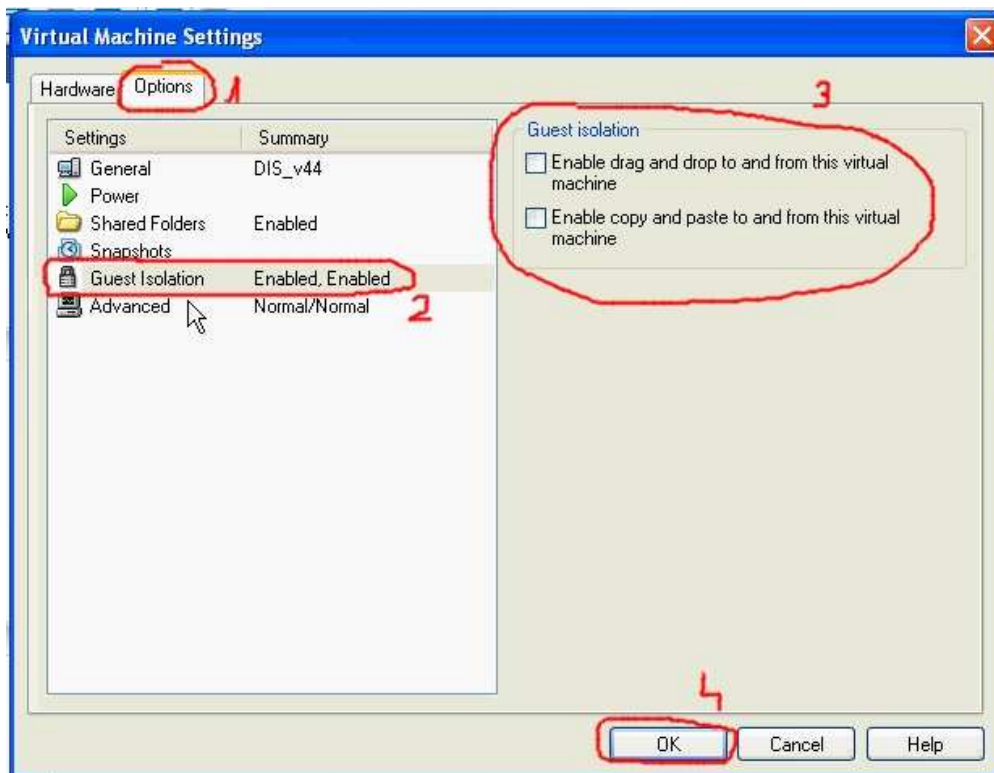 Virtual Machine Settings
Hardware Options 1
Settings Summary
General DIS_v44
Power
Shared Folders Enabled
Snapshots
Guest Isolation Enabled, Enabled
Advanced Normal/Normal
2
3
Guest isolation
Enable drag and drop to and from this virtual
machine
Enable copy and paste to and from this virtual
machine
4
OK Cancel Help